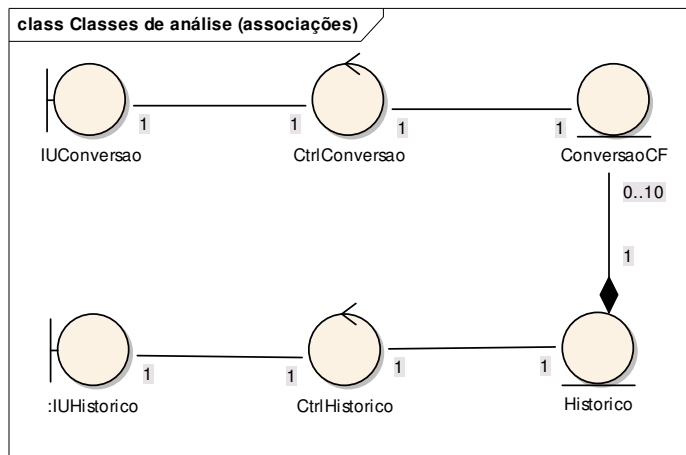 class Classes de análise (associações)
1 1 1 1
IUConversao CtrlConversao ConversaoCF
0..10
1
1 1 1 1
:IUHistorico CtrlHistorico Historico